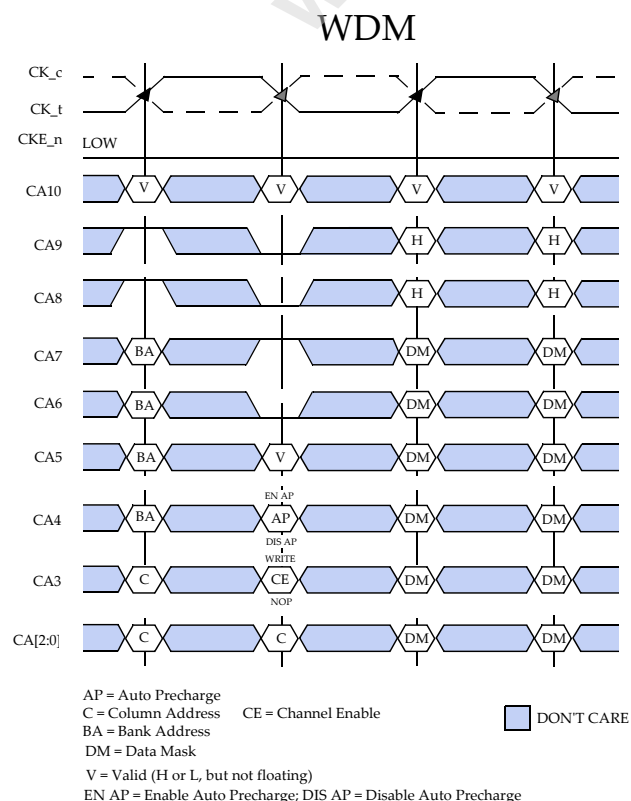 WDM
CK_c
CK_t
CKE_n LOW
CA10 V V V V
CA9 H H
CA8 H H
CA7 BA DM DM
CA6 BA DM DM
CA5 BA V DM DM
EN AP
CA4 BA AP DM DM
DIS AP
WRITE
CA3 C CE DM DM
NOP
CA[2:0] C C DM DM
AP = Auto Precharge
C = Column Address CE = Channel Enable
BA = Bank Address
DM = Data Mask
DON'T CARE
V = Valid (H or L, but not floating)
EN AP = Enable Auto Precharge; DIS AP = Disable Auto Precharge